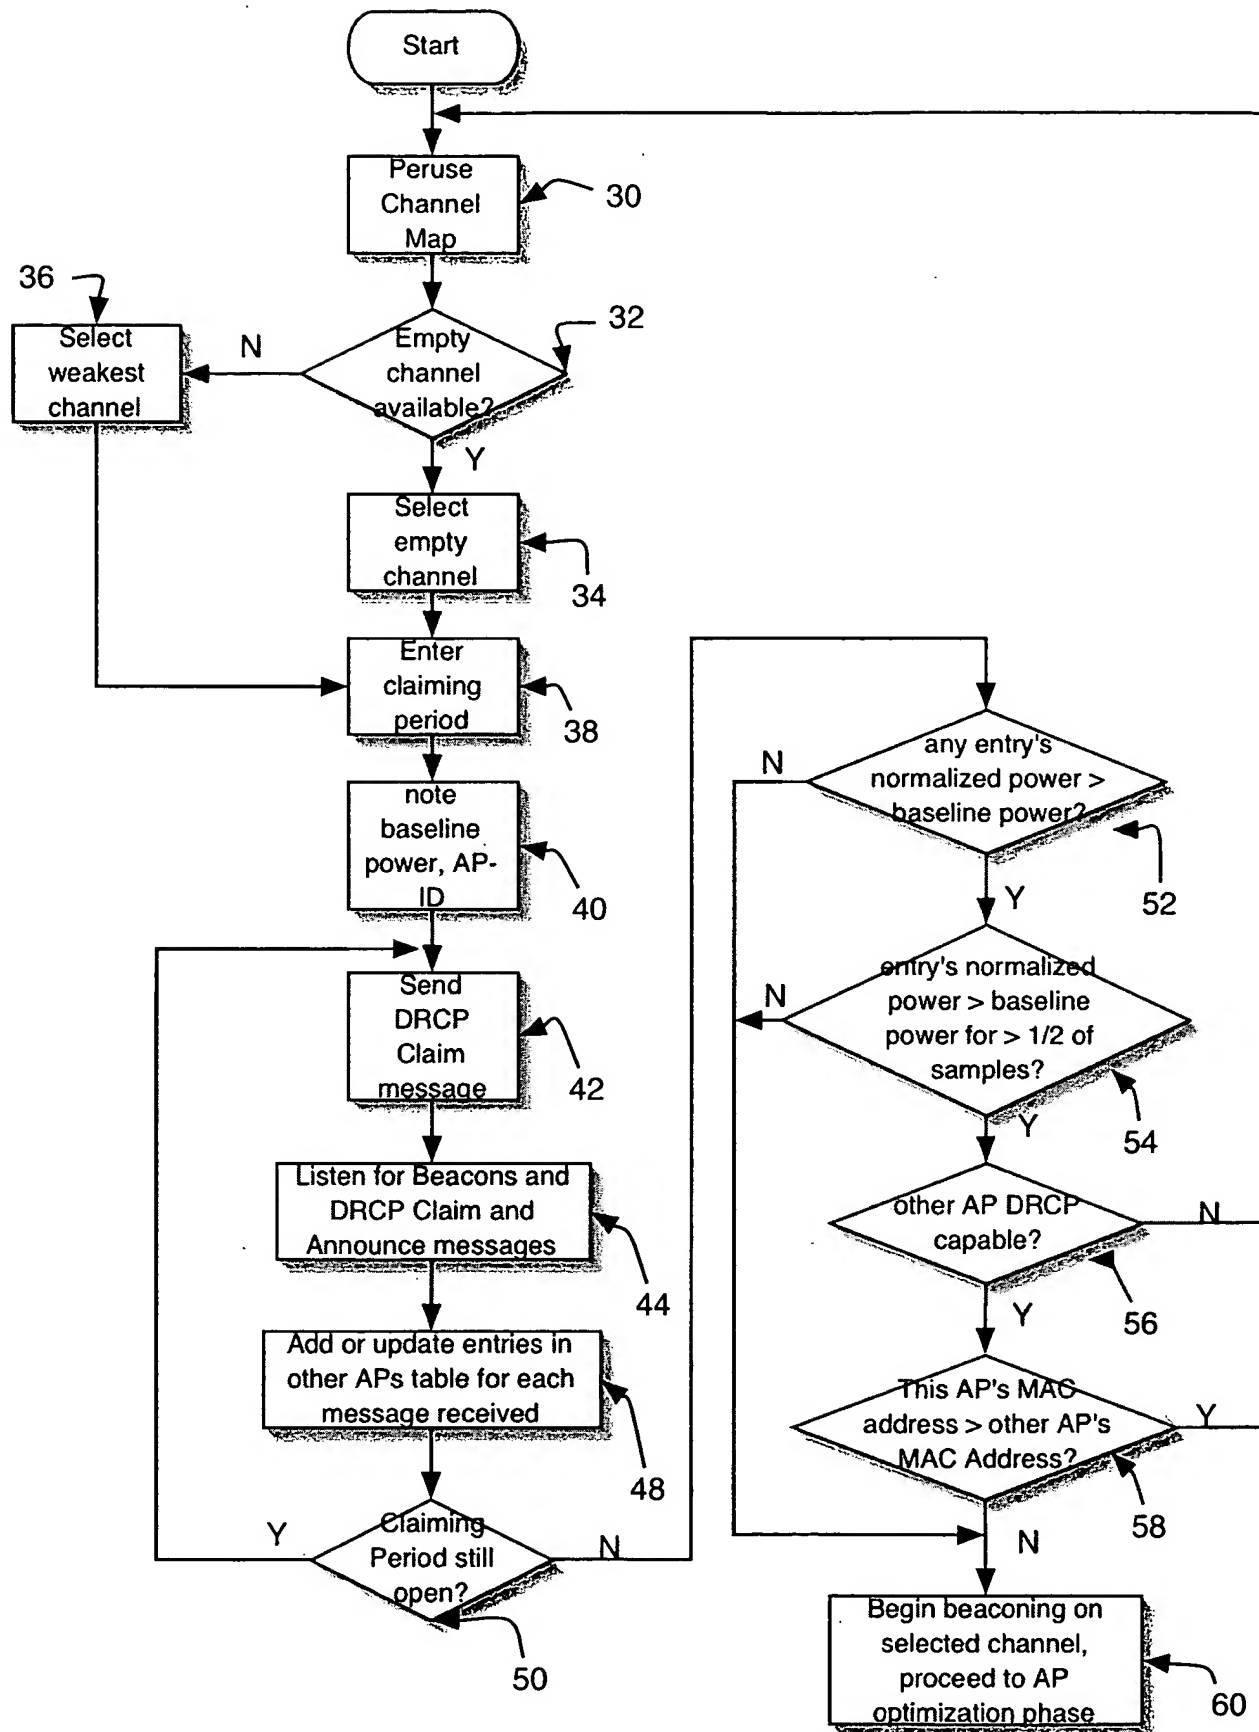 Start
Peruse
Channel
Map
30
36
Select
weakest
channel
N
Empty
channel
available?
32
Y
Select
empty
channel
34
Enter
claiming
period
38
note
baseline
power, AP-
ID
40
Send
DRCP
Claim
message
42
Listen for Beacons and
DRCP Claim and
Announce messages
44
Add or update entries in
other APs table for each
message received
48
Y
Claiming
Period still
open?
N
50
N
any entry's
normalized power >
baseline power?
52
Y
N
entry's normalized
power > baseline
power for > 1/2 of
samples?
54
Y
other AP DRCP
capable?
N
56
Y
This AP's MAC
address > other AP's
MAC Address?
Y
58
N
Begin beaconing on
selected channel,
proceed to AP
optimization phase
60